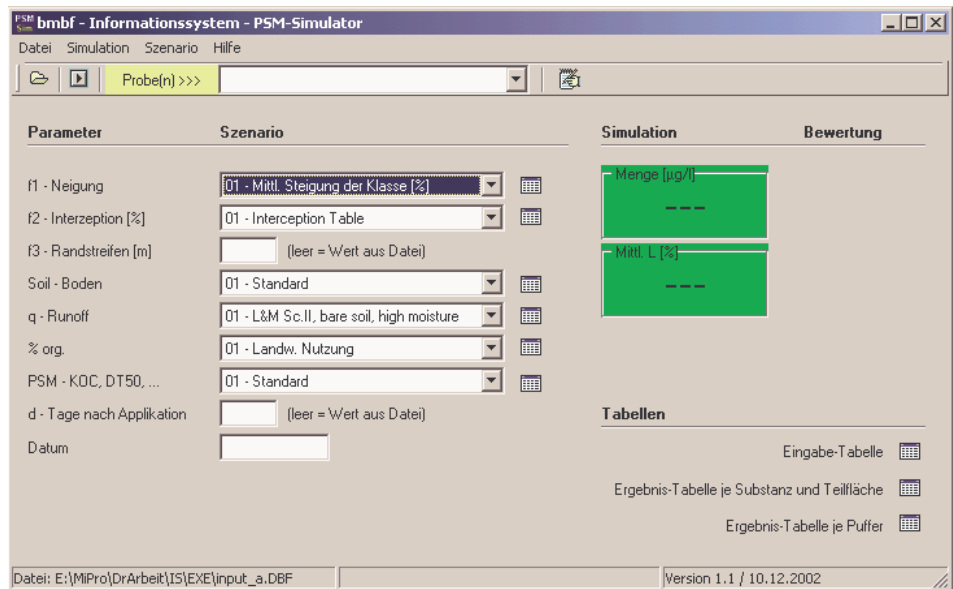 PSM Sim bmbf - Informationssystem - PSM-Simulator
Datei Simulation Szenario Hilfe
Probe(n) >>>
Parameter Szenario Simulation Bewertung
f1 - Neigung 01 - Mittl. Steigung der Klasse [%]
Menge [µg/l]
---
f2 - Interzeption [%] 01 - Interception Table
f3 - Randstreifen [m] (leer = Wert aus Datei)
Mittl. L [%]
---
Soil - Boden 01 - Standard
q - Runoff 01 - L&M Sc.II, bare soil, high moisture
% org. 01 - Landw. Nutzung
PSM - KOC, DT50, ... 01 - Standard
d - Tage nach Applikation (leer = Wert aus Datei)
Tabellen
Datum
Eingabe-Tabelle
Ergebnis-Tabelle je Substanz und Teilfläche
Ergebnis-Tabelle je Puffer
Datei: E:\MiPro\DrArbeit\IS\EXE\input_a.DBF Version 1.1 / 10.12.2002